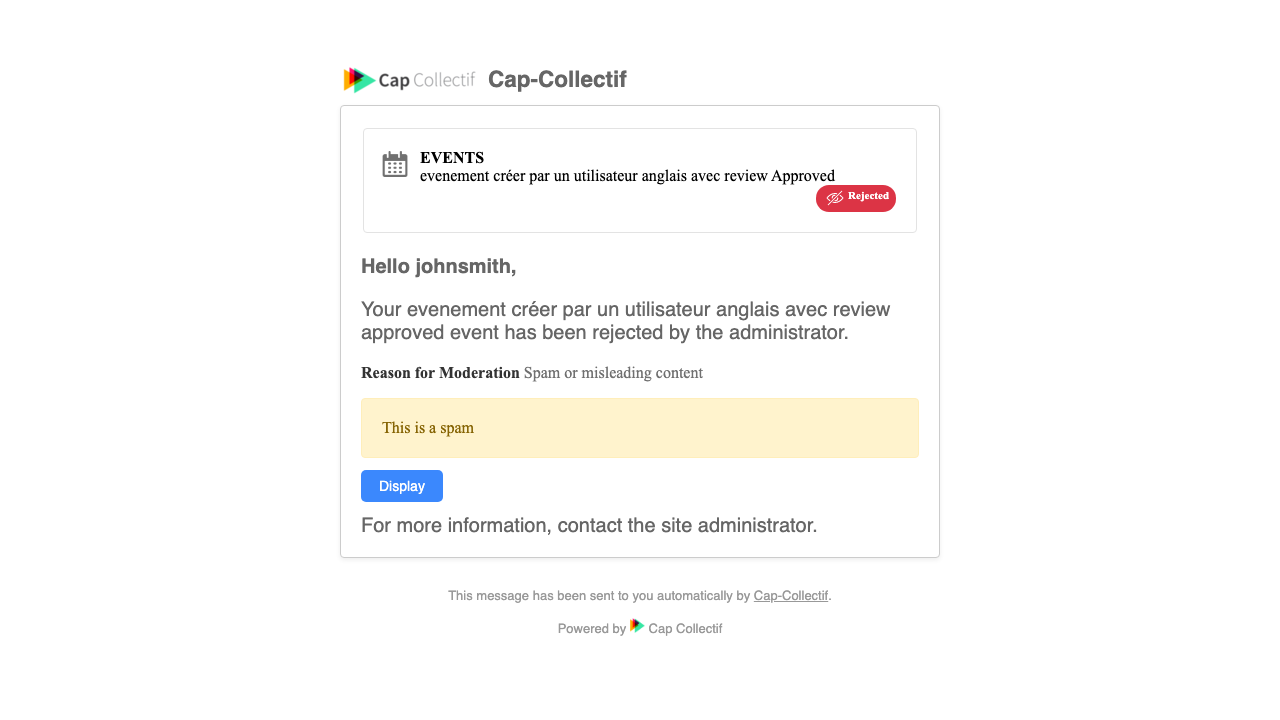 Cap Collectif Cap-Collectif
EVENTS
evenement créer par un utilisateur anglais avec review Approved
Rejected
Hello johnsmith,
Your evenement créer par un utilisateur anglais avec review
approved event has been rejected by the administrator.
Reason for Moderation Spam or misleading content
This is a spam
Display
For more information, contact the site administrator.
This message has been sent to you automatically by Cap-Collectif.
Powered by Cap Collectif